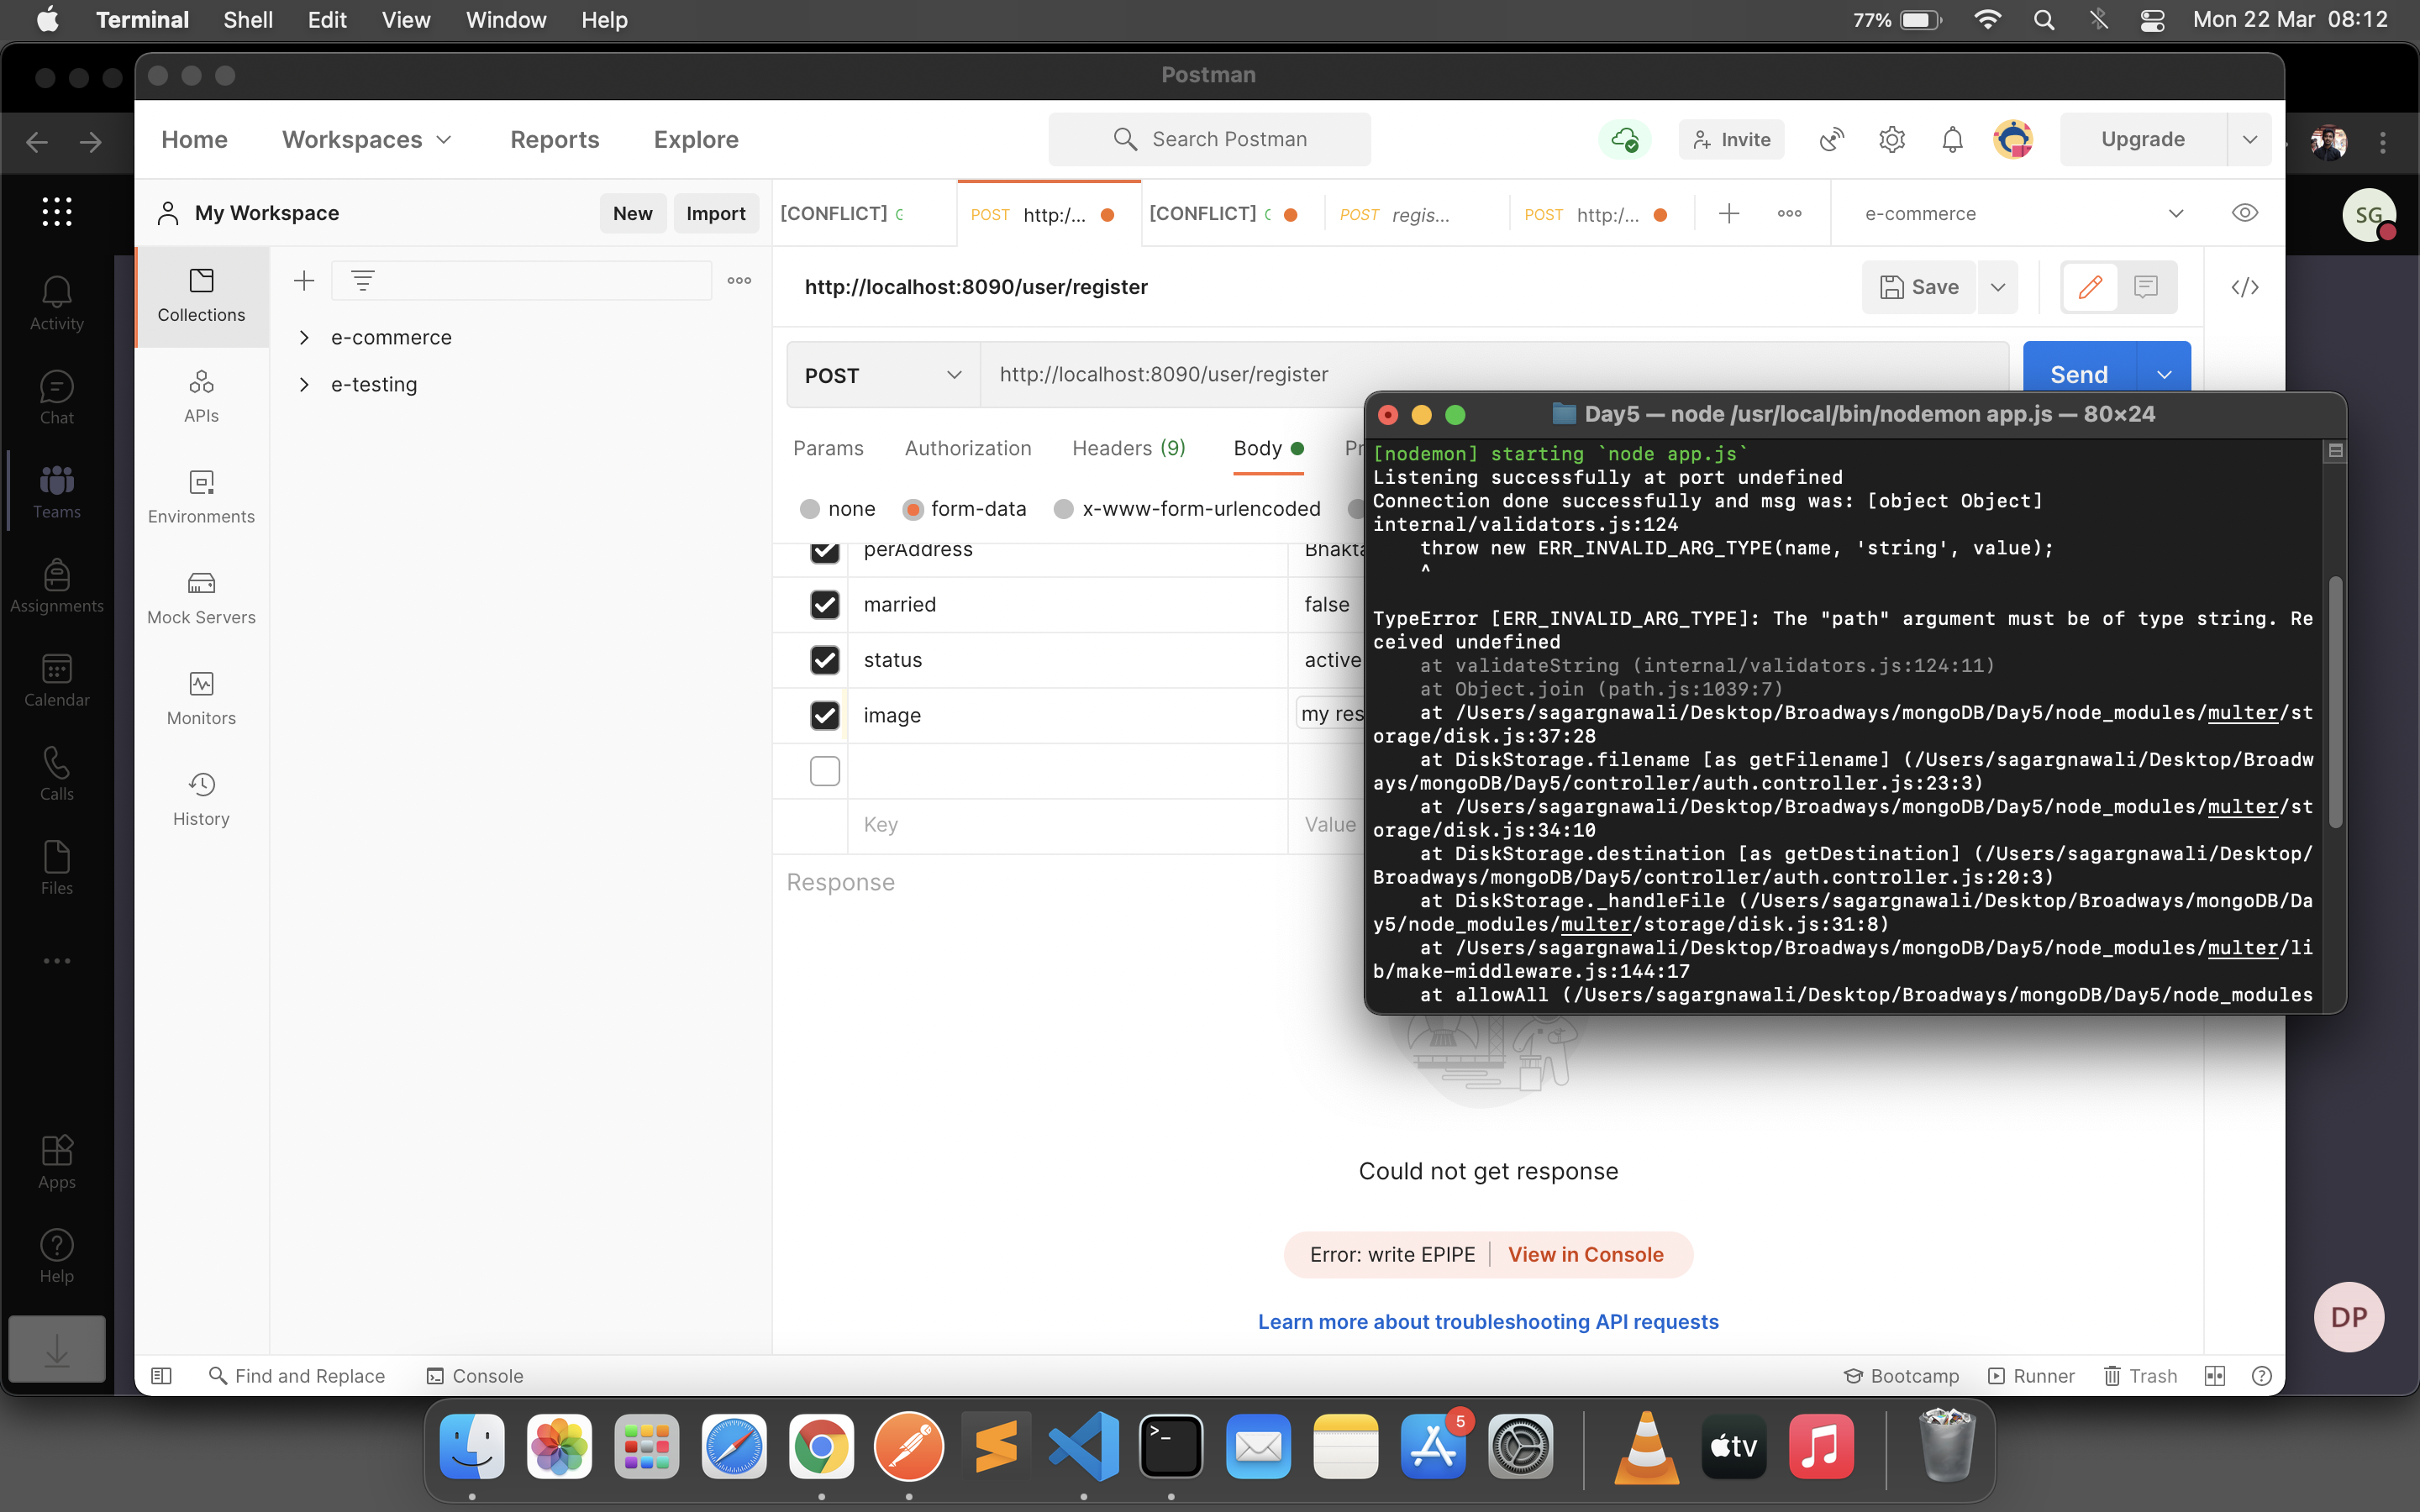 Terminal Shell Edit View Window Help
77% Mon 22 Mar 08:12
Postman
Home Workspaces Reports Explore
Search Postman
Invite
Upgrade
My Workspace
New Import
[CONFLICT] G
POST http:/...
[CONFLICT]
POST regis...
POST http:/...
e-commerce
SG
Activity
Chat
Teams
Assignments
Calendar
Calls
Files
Apps
Help
Collections
APIs
Environments
Mock Servers
Monitors
History
e-commerce
e-testing
http://localhost:8090/user/register
Save
POST http://localhost:8090/user/register
Send
Params Authorization Headers (9) Body Pr
none form-data x-www-form-urlencoded
perAddress Bhakta
married false
status active
image my res
Key Value
Response
Day5 — node /usr/local/bin/nodemon app.js — 80×24
[nodemon] starting `node app.js`
Listening successfully at port undefined
Connection done successfully and msg was: [object Object]
internal/validators.js:124
    throw new ERR_INVALID_ARG_TYPE(name, 'string', value);
    ^
TypeError [ERR_INVALID_ARG_TYPE]: The "path" argument must be of type string. Re
ceived undefined
    at validateString (internal/validators.js:124:11)
    at Object.join (path.js:1039:7)
    at /Users/sagargnawali/Desktop/Broadways/mongoDB/Day5/node_modules/multer/st
orage/disk.js:37:28
    at DiskStorage.filename [as getFilename] (/Users/sagargnawali/Desktop/Broadw
ays/mongoDB/Day5/controller/auth.controller.js:23:3)
    at /Users/sagargnawali/Desktop/Broadways/mongoDB/Day5/node_modules/multer/st
orage/disk.js:34:10
    at DiskStorage.destination [as getDestination] (/Users/sagargnawali/Desktop/
Broadways/mongoDB/Day5/controller/auth.controller.js:20:3)
    at DiskStorage._handleFile (/Users/sagargnawali/Desktop/Broadways/mongoDB/Da
y5/node_modules/multer/storage/disk.js:31:8)
    at /Users/sagargnawali/Desktop/Broadways/mongoDB/Day5/node_modules/multer/li
b/make-middleware.js:144:17
    at allowAll (/Users/sagargnawali/Desktop/Broadways/mongoDB/Day5/node_modules
Could not get response
Error: write EPIPE View in Console
Learn more about troubleshooting API requests
DP
Find and Replace Console
Bootcamp Runner Trash
5
tv